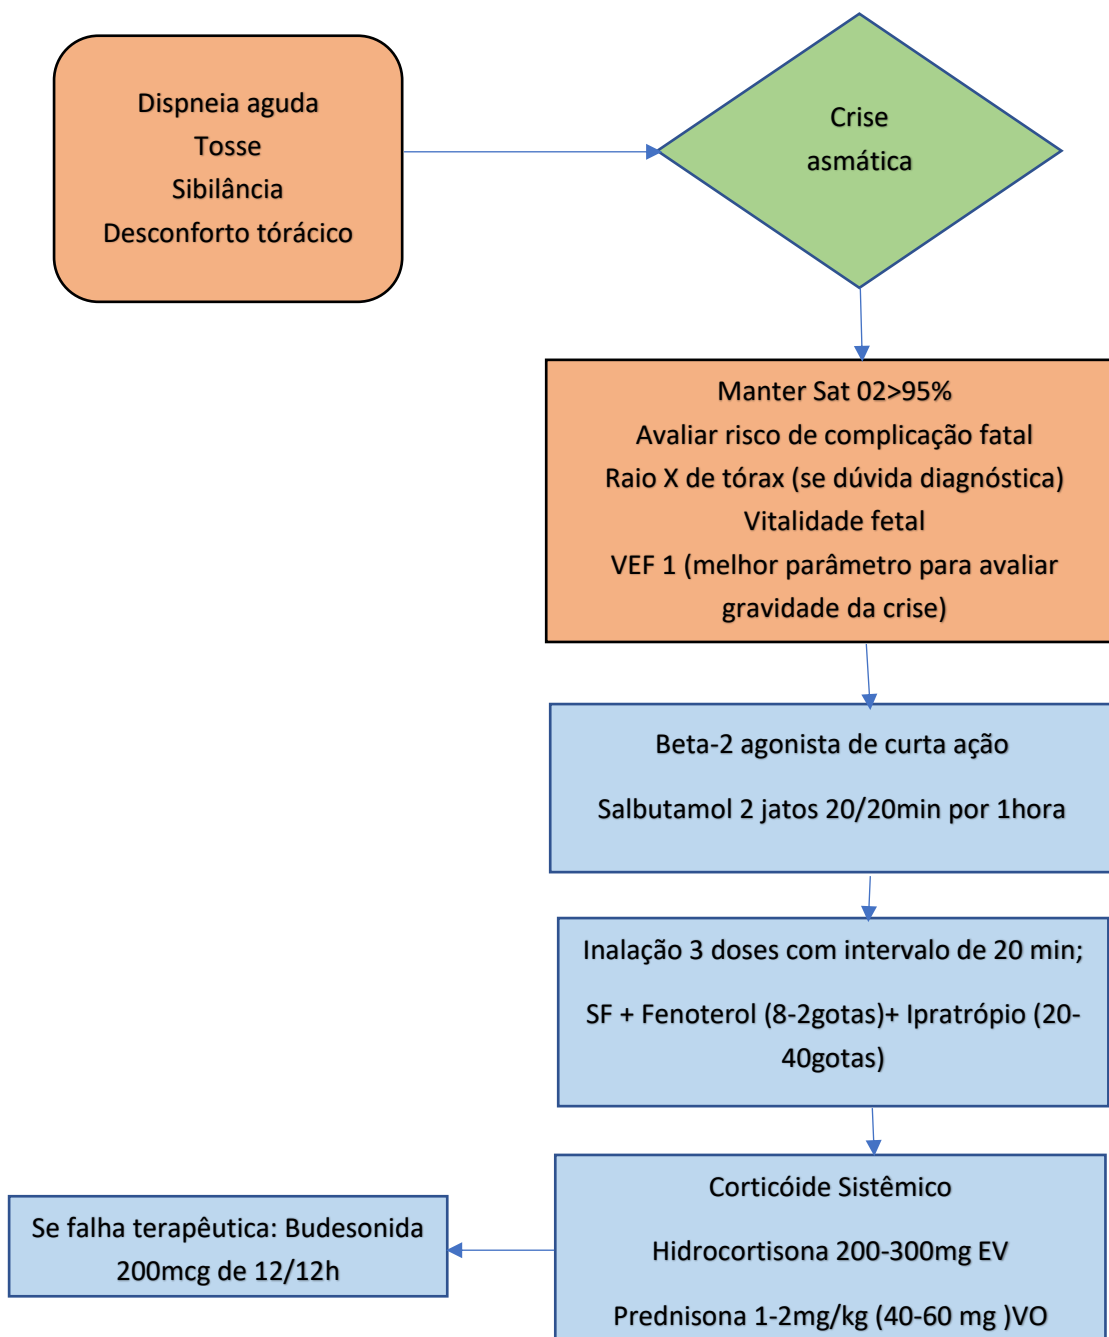 Dispneia aguda
Tosse
Sibilância
Desconforto tórácico
Crise
asmática
Manter Sat 02>95%
Avaliar risco de complicação fatal
Raio X de tórax (se dúvida diagnóstica)
Vitalidade fetal
VEF 1 (melhor parâmetro para avaliar
gravidade da crise)
Beta-2 agonista de curta ação
Salbutamol 2 jatos 20/20min por 1hora
Inalação 3 doses com intervalo de 20 min;
SF + Fenoterol (8-2gotas)+ Ipratrópio (20-
40gotas)
Corticóide Sistêmico
Hidrocortisona 200-300mg EV
Prednisona 1-2mg/kg (40-60 mg )VO
Se falha terapêutica: Budesonida
200mcg de 12/12h